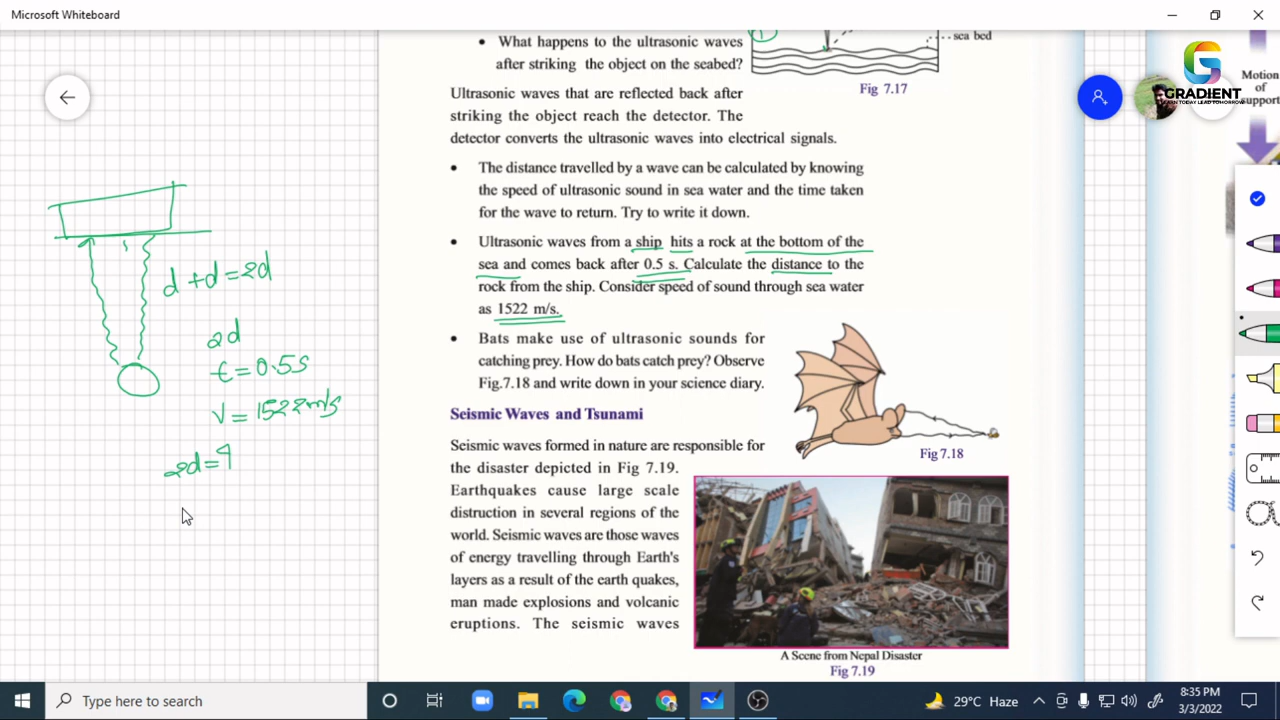 Microsoft Whiteboard
• What happens to the ultrasonic waves
after striking the object on the seabed?
sea bed
Fig 7.17
Ultrasonic waves that are reflected back after
striking the object reach the detector. The
detector converts the ultrasonic waves into electrical signals.
• The distance travelled by a wave can be calculated by knowing
the speed of ultrasonic sound in sea water and the time taken
for the wave to return. Try to write it down.
• Ultrasonic waves from a ship hits a rock at the bottom of the
sea and comes back after 0.5 s. Calculate the distance to the
rock from the ship. Consider speed of sound through sea water
as 1522 m/s.
• Bats make use of ultrasonic sounds for
catching prey. How do bats catch prey? Observe
Fig.7.18 and write down in your science diary.
Fig 7.18
Seismic Waves and Tsunami
Seismic waves formed in nature are responsible for
the disaster depicted in Fig 7.19.
Earthquakes cause large scale
distruction in several regions of the
world. Seismic waves are those waves
of energy travelling through Earth's
layers as a result of the earth quakes,
man made explosions and volcanic
eruptions. The seismic waves
A Scene from Nepal Disaster
Fig 7.19
d + d = 2d
2d
t = 0.5s
V = 1522m/s
2d =
GRADIENT
LEARN TODAY LEAD TOMORROW
Motion
of
support
Type here to search
29°C Haze
8:35 PM
3/3/2022